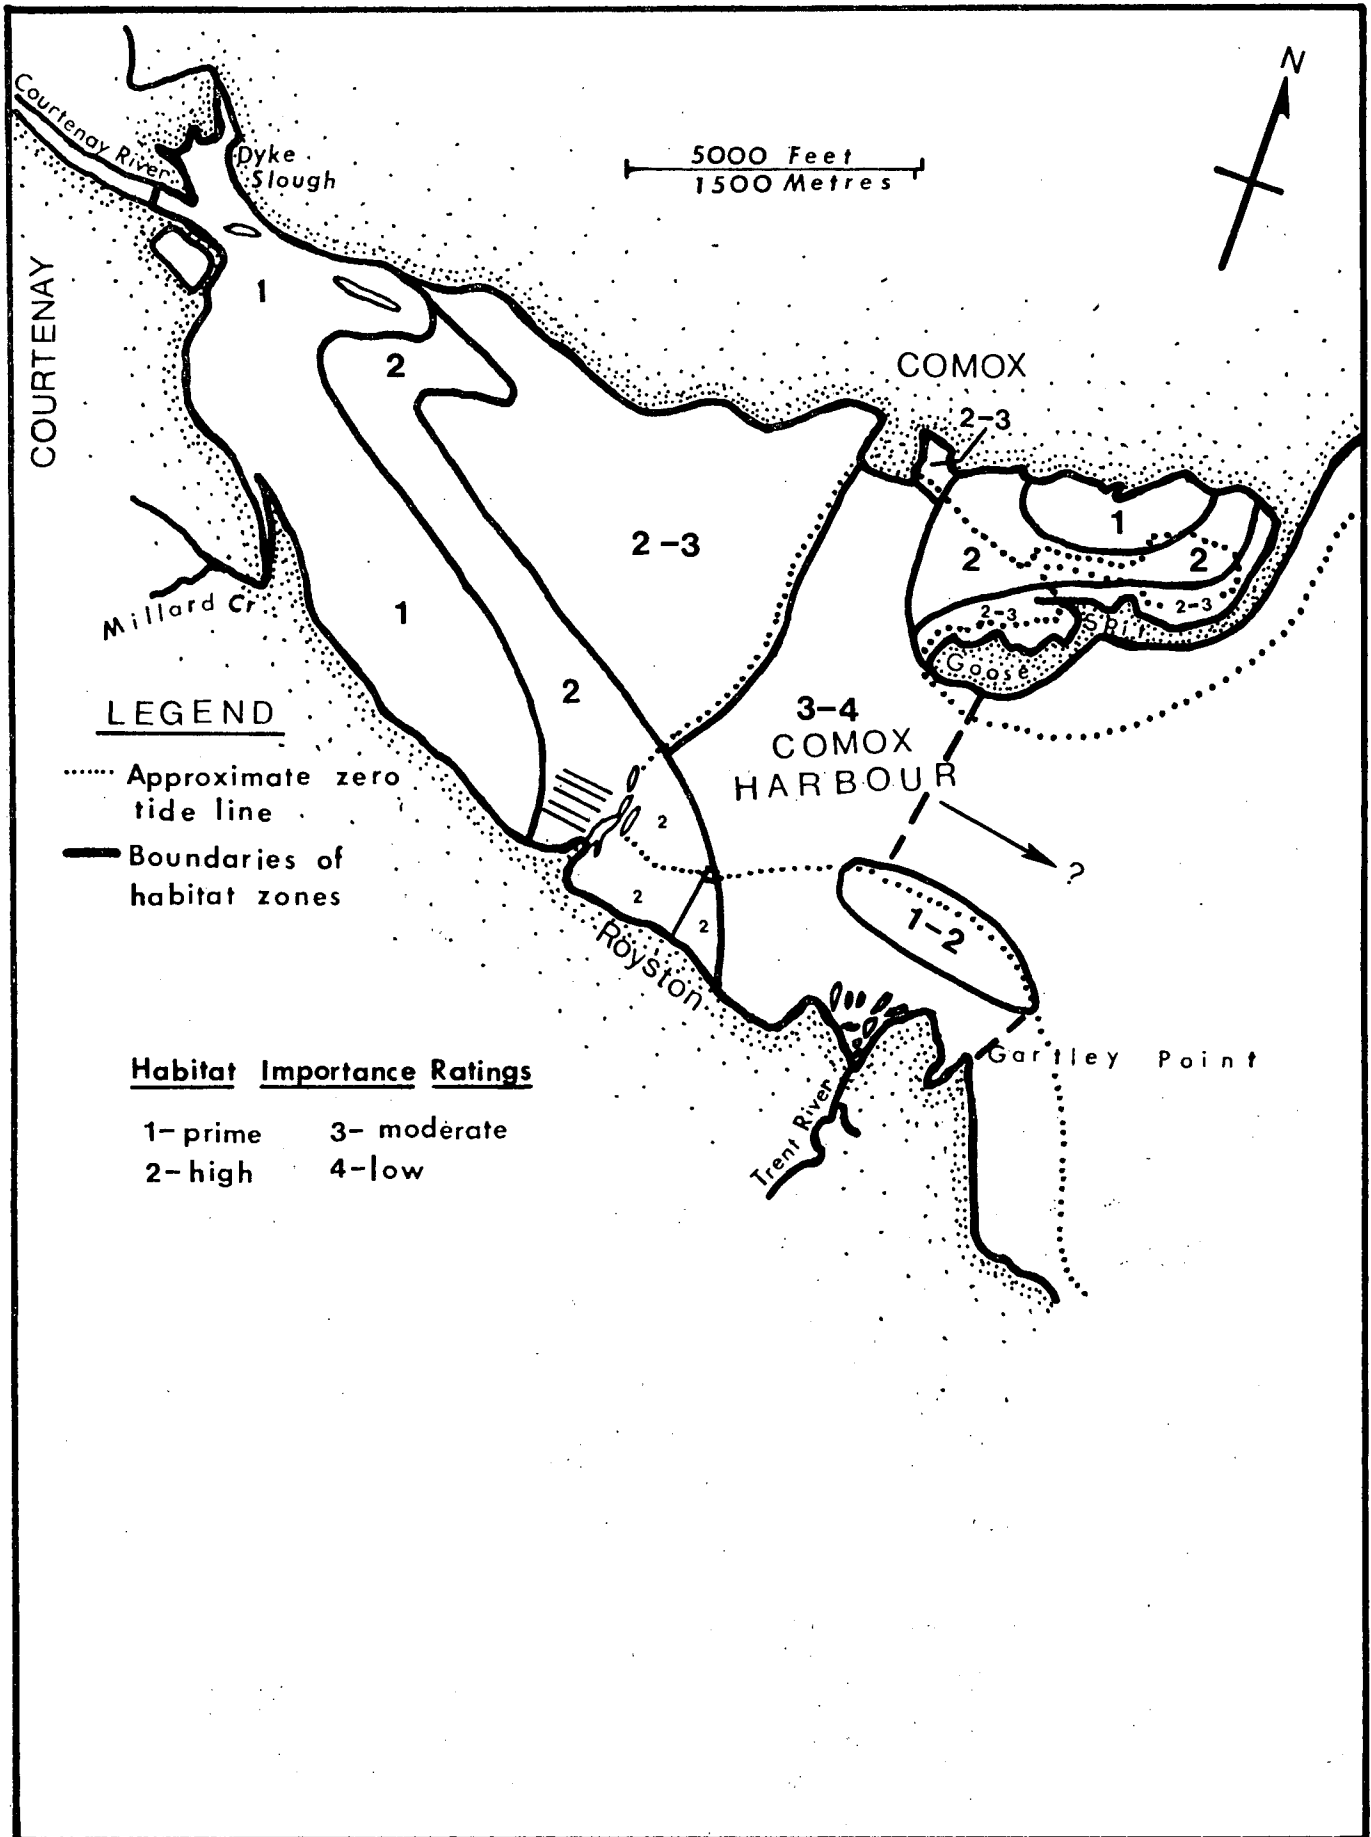 N
Courtenay River
Dyke
Slough
5000 Feet
1500 Metres
COURTENAY
1
2
COMOX
2-3
2-3
1
2
2
1
2-3
2-3
Spit
Goose
Millard Cr.
2
3-4
COMOX
HARBOUR
LEGEND
Approximate zero
tide line
Boundaries of
habitat zones
2
2
2
?
1-2
Royston
Gartley Point
Trent River
Habitat Importance Ratings
1- prime 3- moderate
2- high 4- low